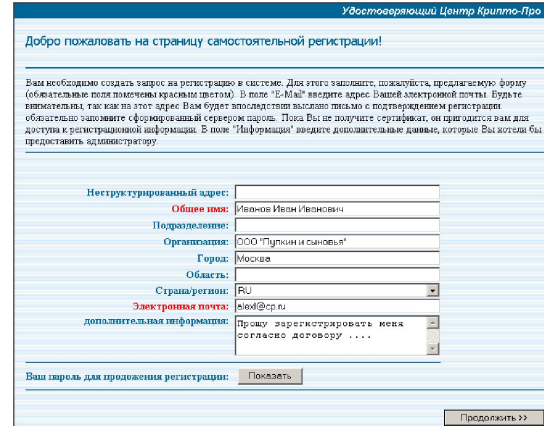 Удостоверяющий Центр Крипто-Про
Добро пожаловать на страницу самостоятельной регистрации!
Вам необходимо создать запрос на регистрацию в системе. Для этого заполните, пожалуйста, предлагаемую форму
(обязательные поля помечены красным цветом). В поле "E-Mail" введите адрес Вашей электронной почты. Будьте
внимательны, так как на этот адрес Вам будет впоследствии выслано письмо с подтверждением регистрации.
обязательно запомните сформированный сервером пароль. Пока Вы не получите сертификат, он пригодится вам для
доступа к регистрационной информации. В поле "Информация" введите дополнительные данные, которые Вы хотели бы
предоставить администратору.
Неструктурированный адрес:
Общее имя: Иванов Иван Иванович
Подразделение:
Организация: ООО "Пупкин и сыновья"
Город: Москва
Область:
Страна/регион: RU
Электронная почта: alexl@cp.ru
дополнительная информация: Прошу зарегистрировать меня
согласно договору ....
Ваш пароль для продожения регистрации: Показать
Продолжить >>